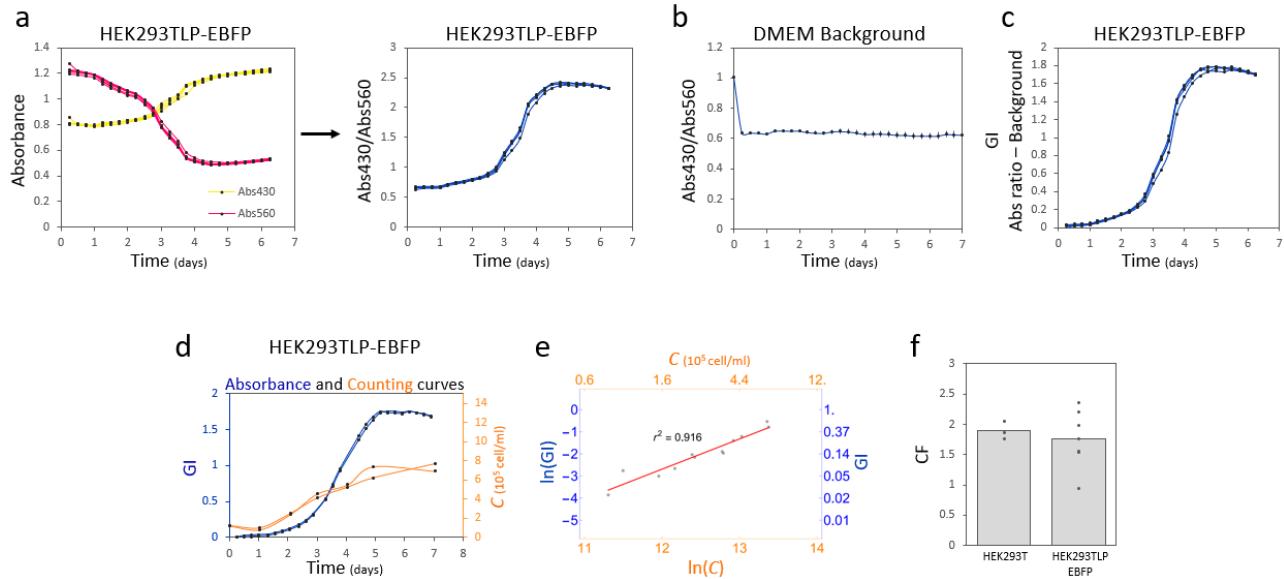 a
HEK293TLP-EBFP
Absorbance
1.4
1.2
1
0.8
0.6
0.4
0.2
0
0 1 2 3 4 5 6 7
Time (days)
Abs430
Abs560
HEK293TLP-EBFP
Abs430/Abs560
3
2.5
2
1.5
1
0.5
0
0 1 2 3 4 5 6 7
Time (days)
b
DMEM Background
Abs430/Abs560
1.2
1
0.8
0.6
0.4
0.2
0
0 1 2 3 4 5 6 7
Time (days)
c
HEK293TLP-EBFP
GI
Abs ratio – Background
2
1.8
1.6
1.4
1.2
1
0.8
0.6
0.4
0.2
0
0 1 2 3 4 5 6 7
Time (days)
d
HEK293TLP-EBFP
Absorbance and Counting curves
GI
2
1.5
1
0.5
0
14
12
10
8
6
4
2
0
C (10⁵ cell/ml)
0 1 2 3 4 5 6 7 8
Time (days)
e
C (10⁵ cell/ml)
0.6 1.6 4.4 12.
ln(GI)
0
−1
−2
−3
−4
−5
r² = 0.916
1.
0.37
0.14
0.05
0.02
0.01
GI
11 12 13 14
ln(C)
f
CF
3
2.5
2
1.5
1
0.5
0
HEK293T
HEK293TLP
EBFP